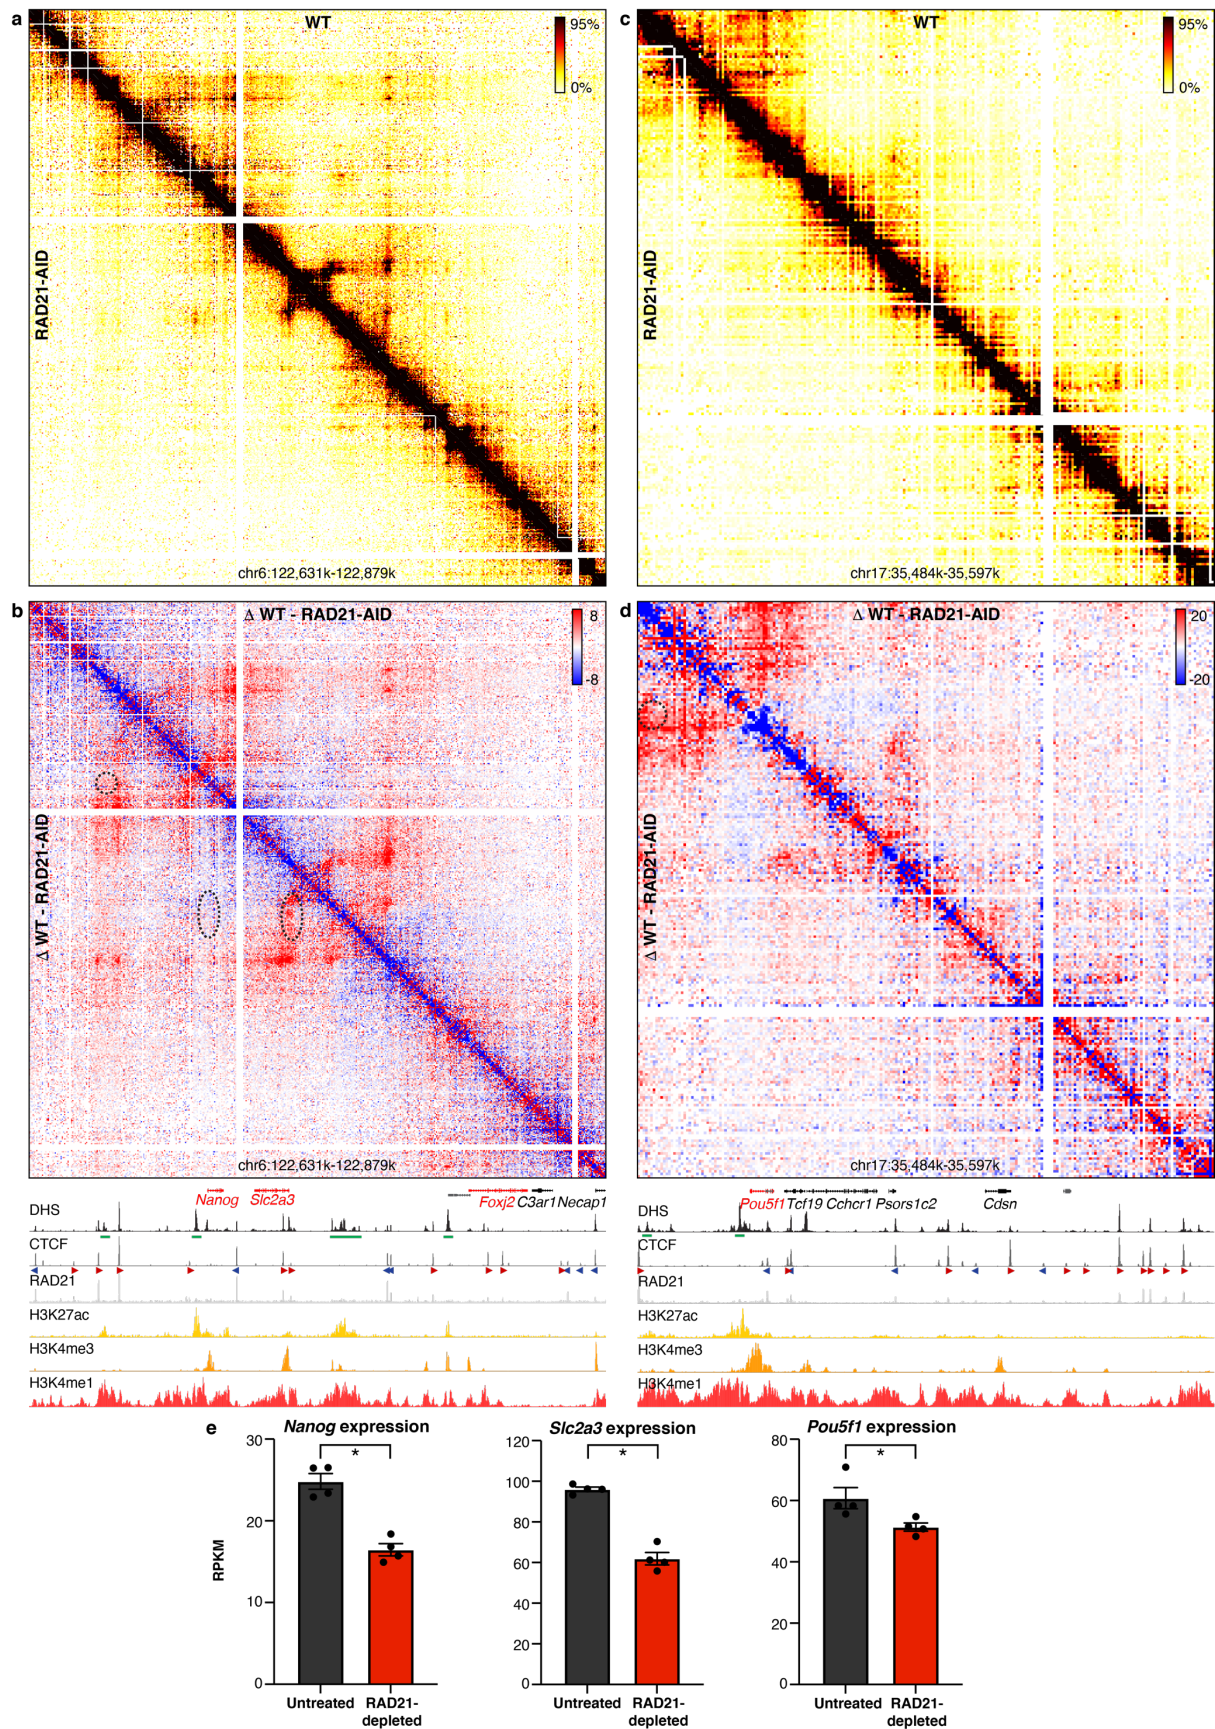 a
WT
95%
0%
RAD21-AID
chr6:122,631k-122,879k
c
WT
95%
0%
RAD21-AID
chr17:35,484k-35,597k
b
Δ WT - RAD21-AID
8
-8
Δ WT - RAD21-AID
chr6:122,631k-122,879k
d
Δ WT - RAD21-AID
20
-20
Δ WT - RAD21-AID
chr17:35,484k-35,597k
Nanog Slc2a3 Foxj2 C3ar1 Necap1
DHS
CTCF
RAD21
H3K27ac
H3K4me3
H3K4me1
Pou5f1 Tcf19 Cchcr1 Psors1c2 Cdsn
DHS
CTCF
RAD21
H3K27ac
H3K4me3
H3K4me1
e
Nanog expression
RPKM
30
20
10
0
*
Untreated RAD21-
depleted
Slc2a3 expression
120
100
80
60
40
20
0
*
Untreated RAD21-
depleted
Pou5f1 expression
80
60
40
20
0
*
Untreated RAD21-
depleted